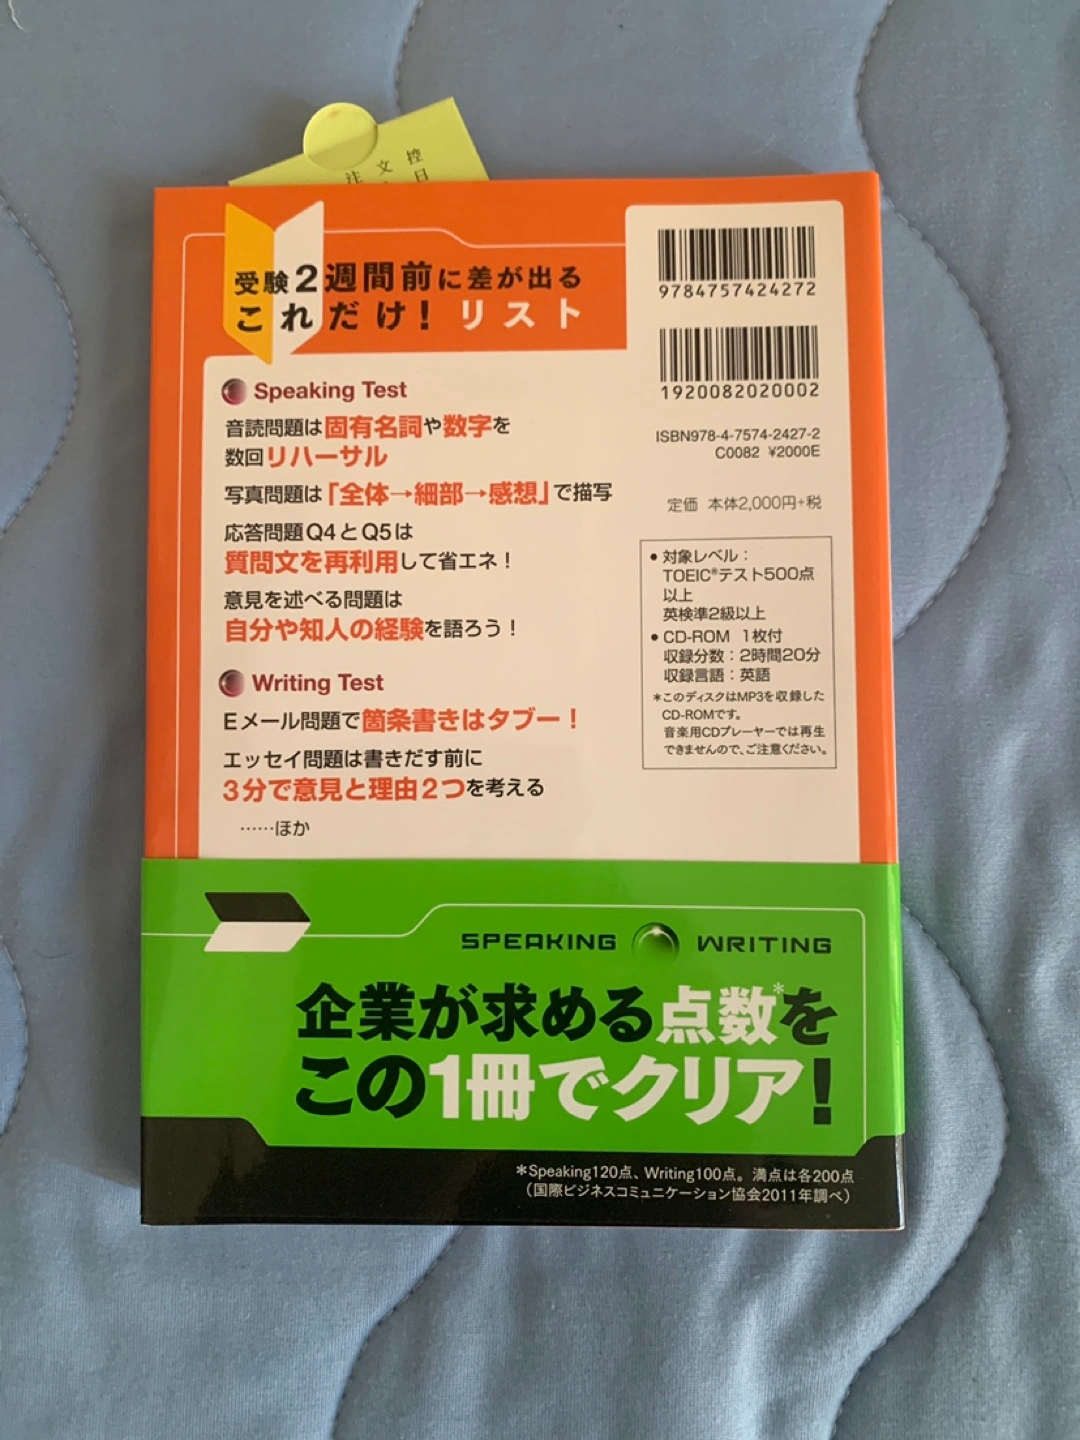 控
文 日
注
受験2週間前に差が出る
これだけ！リスト
Speaking Test
音読問題は固有名詞や数字を
数回リハーサル
写真問題は「全体→細部→感想」で描写
応答問題Q4とQ5は
質問文を再利用して省エネ！
意見を述べる問題は
自分や知人の経験を語ろう！
Writing Test
Eメール問題で箇条書きはタブー！
エッセイ問題は書きだす前に
3分で意見と理由2つを考える
……ほか
9784757424272
1920082020002
ISBN978-4-7574-2427-2
C0082 ¥2000E
定価 本体2,000円+税
●対象レベル：
TOEIC®テスト500点
以上
英検準2級以上
●CD-ROM 1枚付
収録分数：2時間20分
収録言語：英語
＊このディスクはMP3を収録した
CD-ROMです。
音楽用CDプレーヤーでは再生
できませんので、ご注意ください。
SPEAKING WRITING
企業が求める点数*を
この1冊でクリア！
＊Speaking120点、Writing100点。満点は各200点
（国際ビジネスコミュニケーション協会2011年調べ）